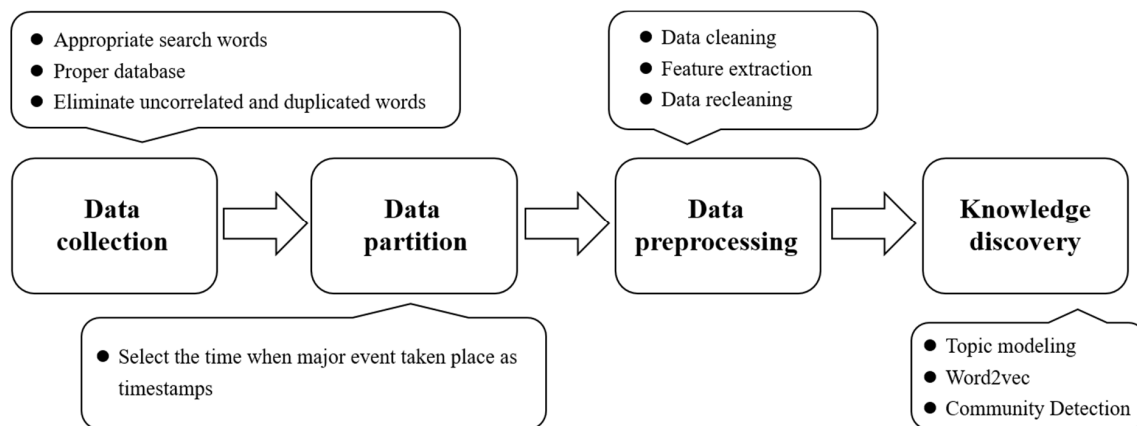 Appropriate search words
Proper database
Eliminate uncorrelated and duplicated words
Data cleaning
Feature extraction
Data recleaning
Data
collection
Data
partition
Data
preprocessing
Knowledge
discovery
Select the time when major event taken place as
timestamps
Topic modeling
Word2vec
Community Detection